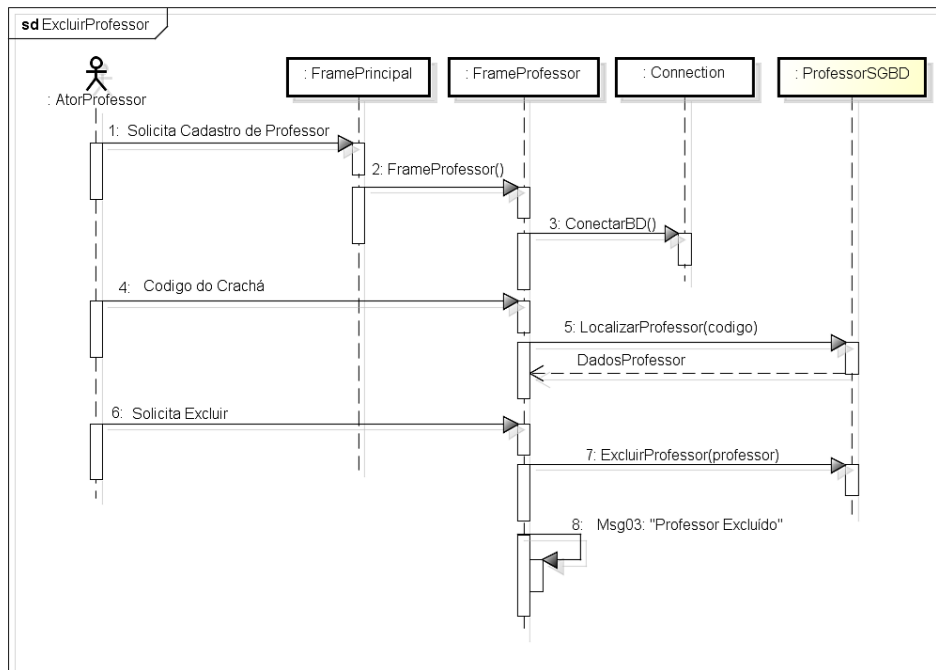 sd ExcluirProfessor
: AtorProfessor
: FramePrincipal
: FrameProfessor
: Connection
: ProfessorSGBD
1: Solicita Cadastro de Professor
2: FrameProfessor()
3: ConectarBD()
4: Codigo do Crachá
5: LocalizarProfessor(codigo)
DadosProfessor
6: Solicita Excluir
7: ExcluirProfessor(professor)
8: Msg03: "Professor Excluído"